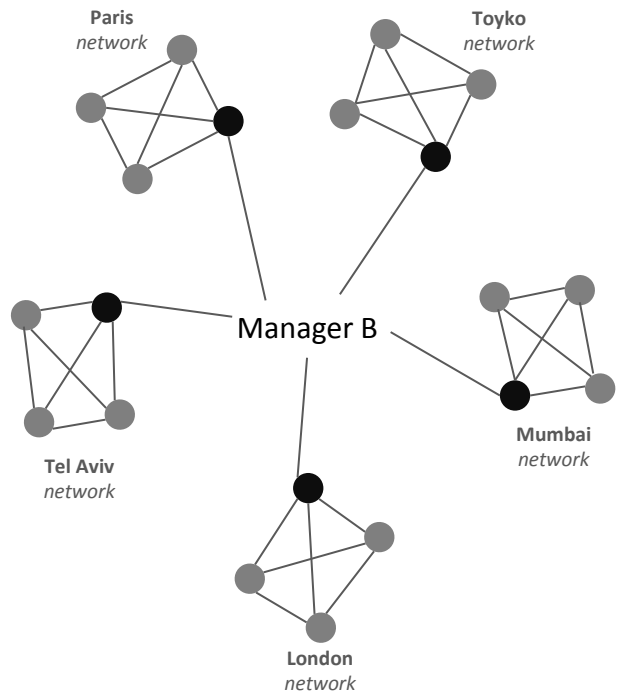 Paris
network
Toyko
network
Manager B
Mumbai
network
Tel Aviv
network
London
network